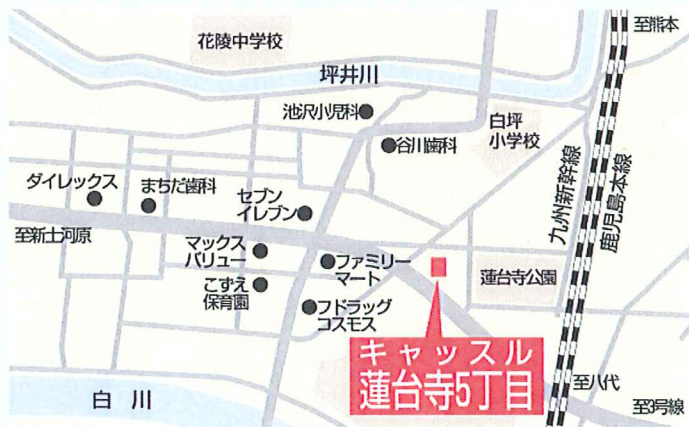 至熊本
花陵中学校
坪井川
池沢小児科
谷川歯科
白坪
小学校
九州新幹線
鹿児島本線
ダイレックス
まちだ歯科
セブン
イレブン
至新土河原
マックス
バリュー
ファミリー
マート
蓮台寺公園
こずえ
保育園
フドラッグ
コスモス
キャッスル
蓮台寺5丁目
至八代
至3号線
白川